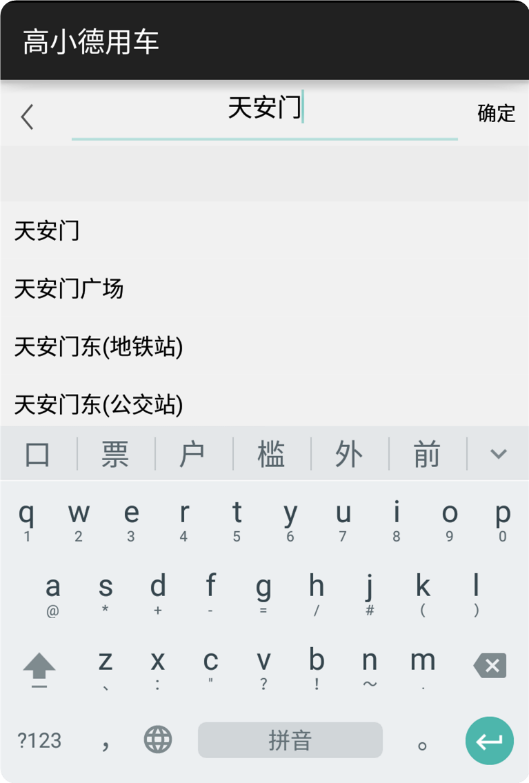 高小德用车
天安门 确定
天安门
天安门广场
天安门东(地铁站)
天安门东(公交站)
口 票 户 槛 外 前
q w e r t y u i o p
1 2 3 4 5 6 7 8 9 0
a s d f g h j k l
@ * + - = / # ( )
z x c v b n m
、 : " ? ! ～ .
?123 ， 拼音 。